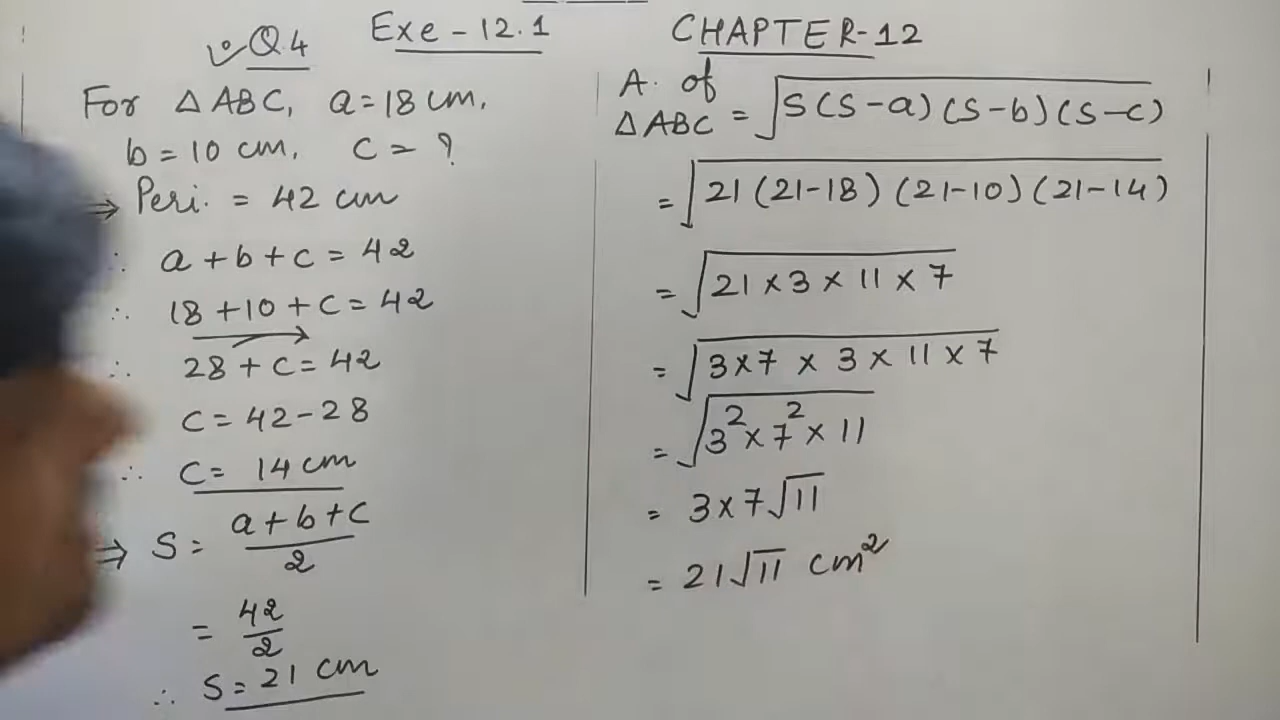 Q.4 Exe - 12.1 CHAPTER-12
For △ABC, a = 18 cm,
b = 10 cm, c = ?
⇒ Peri. = 42 cm
∴ a + b + c = 42
∴ 18 + 10 + c = 42
∴ 28 + c = 42
c = 42 - 28
∴ c = 14 cm
⇒ S = a + b + c / 2
= 42 / 2
∴ S = 21 cm
A. of
△ABC = √S(S-a)(S-b)(S-c)
= √21(21-18)(21-10)(21-14)
= √21 × 3 × 11 × 7
= √3×7 × 3 × 11 × 7
= √3² × 7² × 11
= 3 × 7√11
= 21√11 cm²